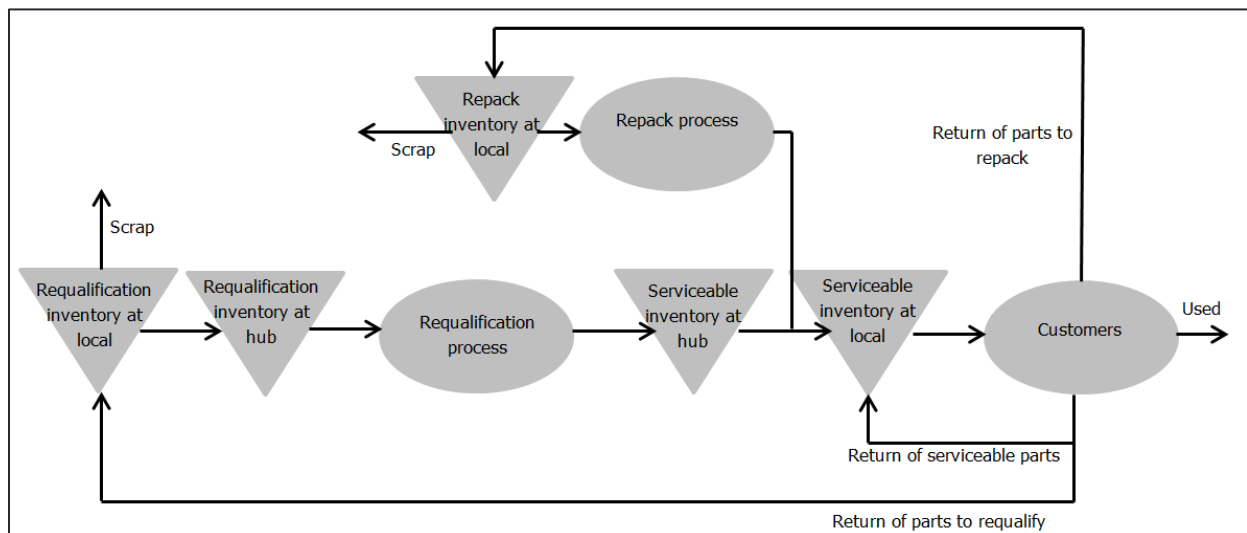 Repack
inventory at
local
Repack process
Return of parts to
repack
Scrap
Scrap
Requalification
inventory at
local
Requalification
inventory at
hub
Requalification
process
Serviceable
inventory at
hub
Serviceable
inventory at
local
Customers
Used
Return of serviceable parts
Return of parts to requalify